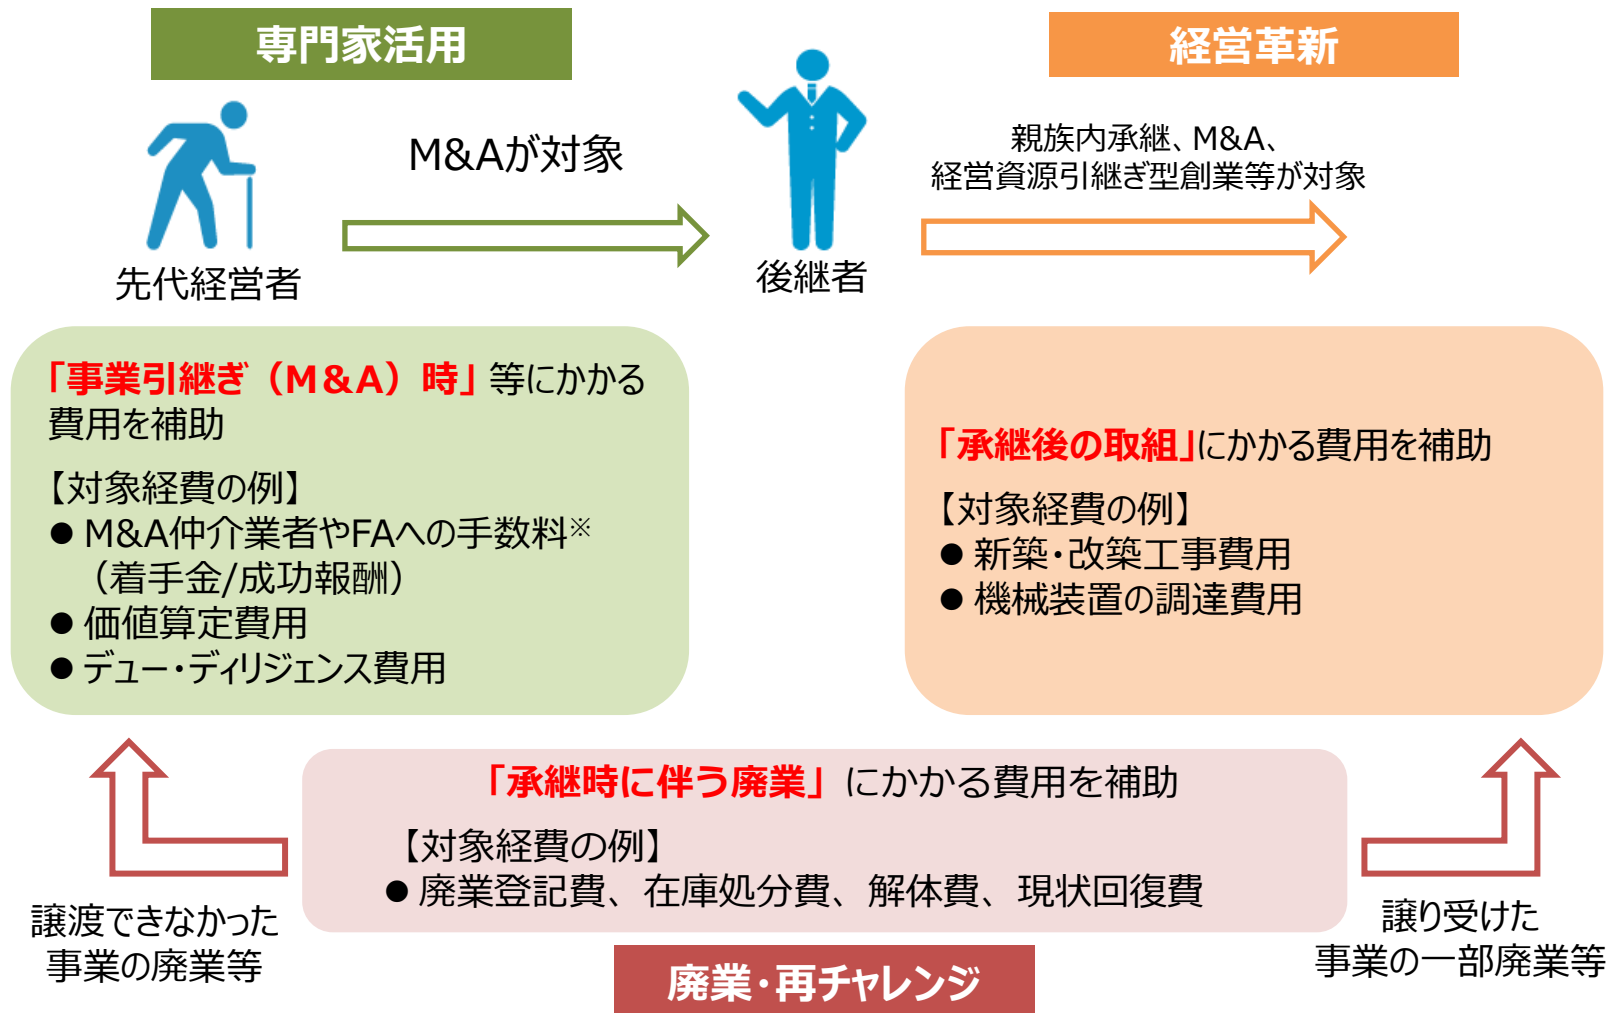 専門家活用
経営革新
M&Aが対象
親族内承継、M&A、
経営資源引継ぎ型創業等が対象
先代経営者
後継者
「事業引継ぎ（M&A）時」等にかかる
費用を補助
【対象経費の例】
● M&A仲介業者やFAへの手数料※
（着手金/成功報酬）
● 価値算定費用
● デュー・ディリジェンス費用
「承継後の取組」にかかる費用を補助
【対象経費の例】
● 新築・改築工事費用
● 機械装置の調達費用
「承継時に伴う廃業」にかかる費用を補助
【対象経費の例】
● 廃業登記費、在庫処分費、解体費、現状回復費
譲渡できなかった
事業の廃業等
譲り受けた
事業の一部廃業等
廃業・再チャレンジ